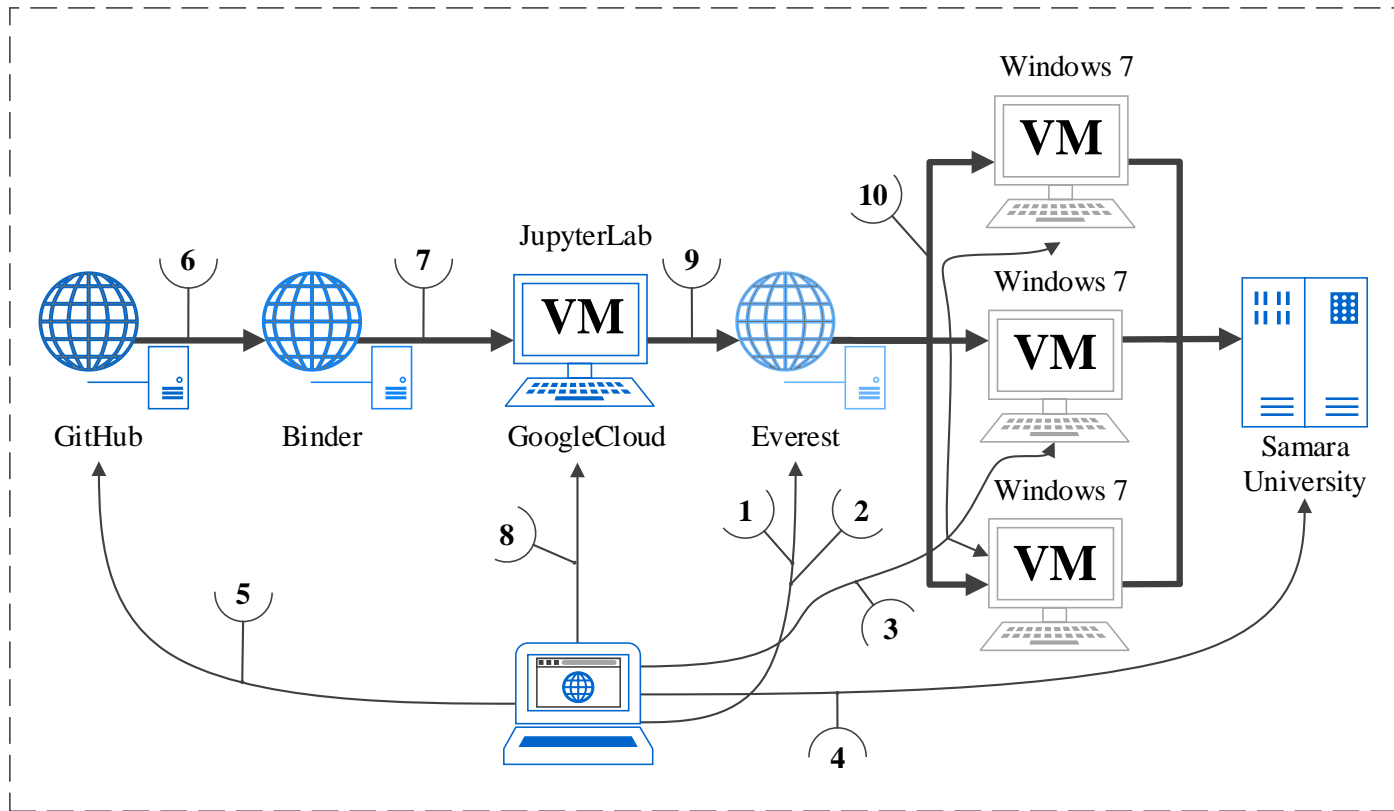 Windows 7
VM
10
JupyterLab
6
7
9
Windows 7
VM
VM
GitHub
Binder
GoogleCloud
Everest
Samara
University
Windows 7
1
2
8
VM
5
3
4